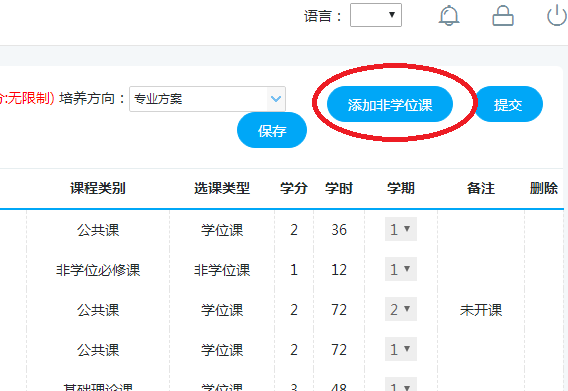 语言：
:无限制) 培养方向： 专业方案 添加非学位课 提交
保存
课程类别 选课类型 学分 学时 学期 备注 删除
公共课 学位课 2 36 1
非学位必修课 非学位课 1 12 1
公共课 学位课 2 72 2 未开课
公共课 学位课 2 72 1
基础理论课 学位课 3 48 1